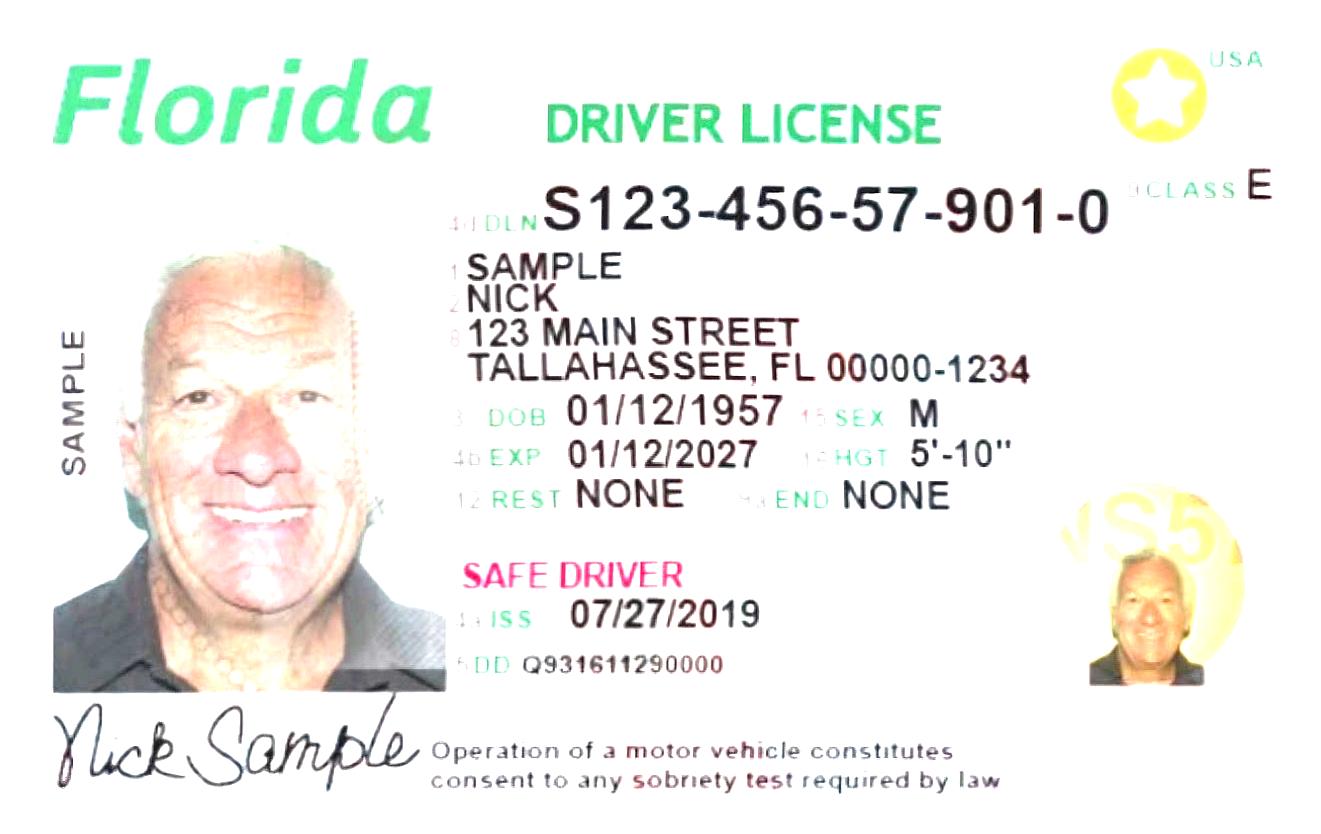 Florida
DRIVER LICENSE
USA
9 CLASS E
4d DLN S123-456-57-901-0
1 SAMPLE
2 NICK
8 123 MAIN STREET
TALLAHASSEE, FL 00000-1234
3 DOB 01/12/1957 15 SEX M
4b EXP 01/12/2027 16 HGT 5'-10"
12 REST NONE 9a END NONE
SAFE DRIVER
4a ISS 07/27/2019
5 DD Q931611290000
SAMPLE
Nick Sample
Operation of a motor vehicle constitutes
consent to any sobriety test required by law